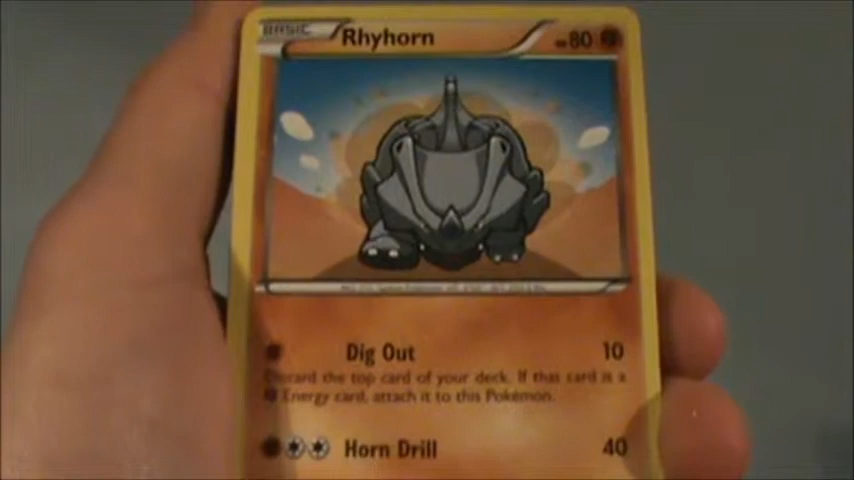 BASIC
Rhyhorn
HP80
Dig Out 10
Discard the top card of your deck. If that card is a
Energy card, attach it to this Pokémon.
Horn Drill 40